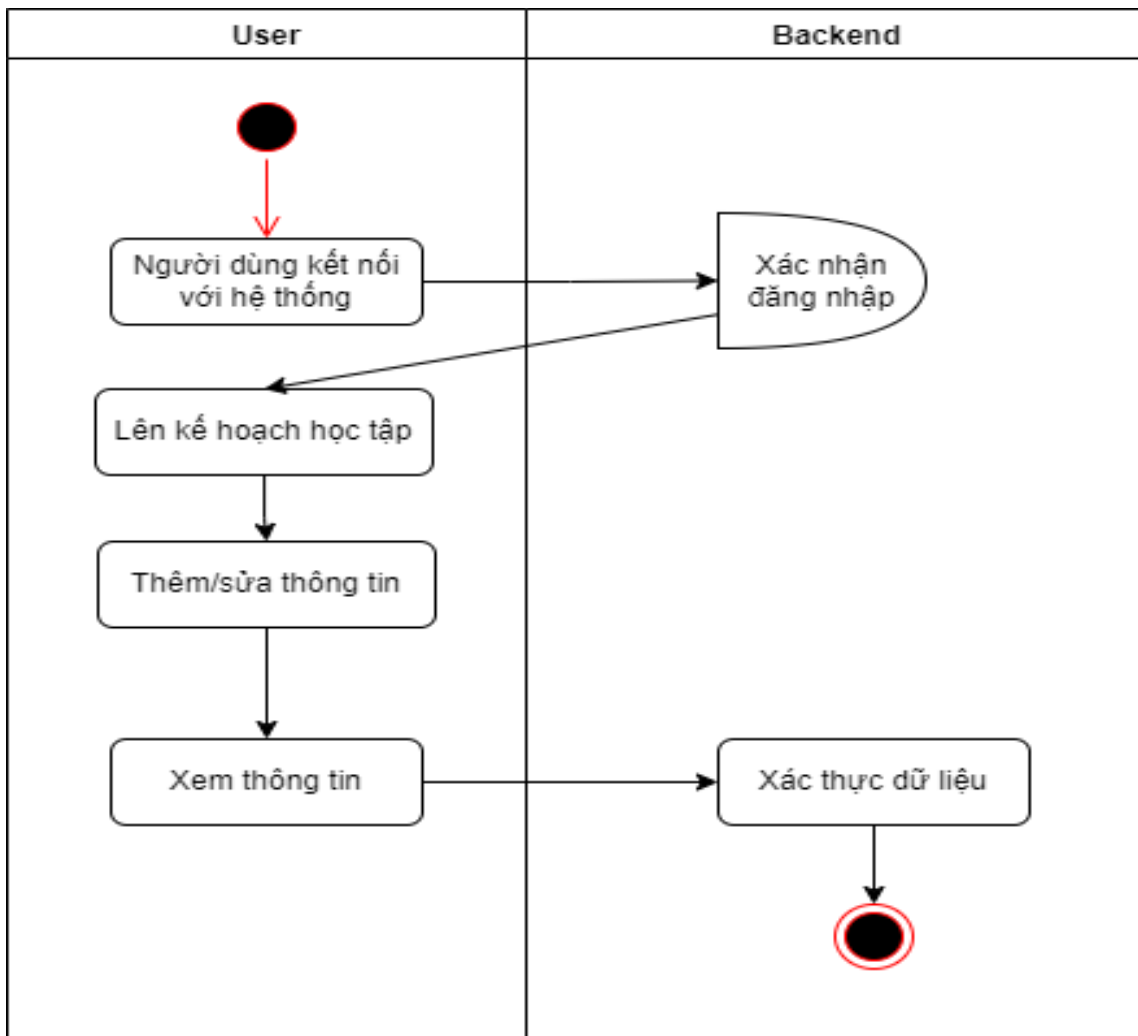 User
Backend
Người dùng kết nối
với hệ thống
Xác nhận
đăng nhập
Lên kế hoạch học tập
Thêm/sửa thông tin
Xem thông tin
Xác thực dữ liệu